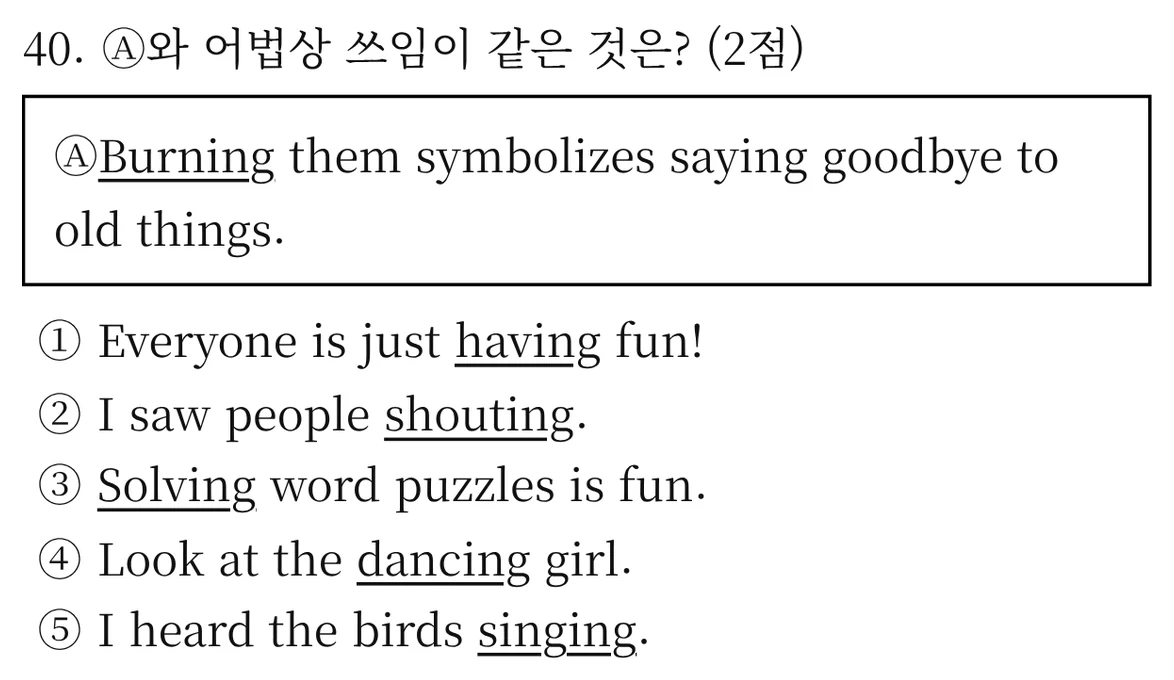 40. Ⓐ와 어법상 쓰임이 같은 것은? (2점)
ⒶBurning them symbolizes saying goodbye to
old things.
① Everyone is just having fun!
② I saw people shouting.
③ Solving word puzzles is fun.
④ Look at the dancing girl.
⑤ I heard the birds singing.